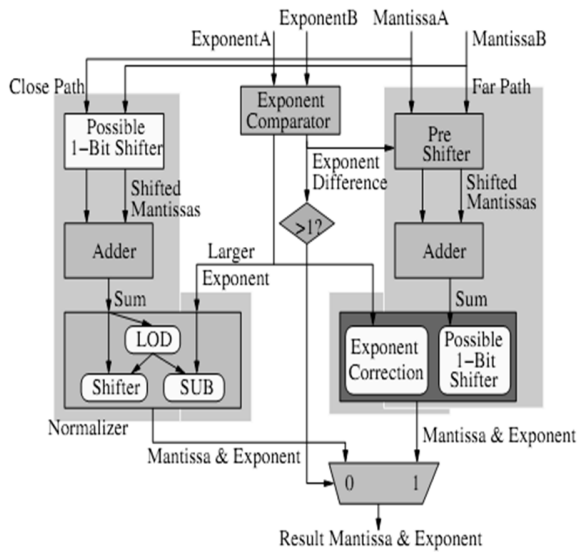 ExponentB
MantissaA
ExponentA
MantissaB
Close Path
Far Path
Possible
1-Bit Shifter
Exponent
Comparator
Pre
Shifter
Exponent
Difference
Shifted
Mantissas
Shifted
Mantissas
>1?
Adder
Adder
Larger
Exponent
Sum
Sum
LOD
Shifter
SUB
Exponent
Correction
Possible
1-Bit
Shifter
Normalizer
Mantissa & Exponent
Mantissa & Exponent
0
1
Result Mantissa & Exponent